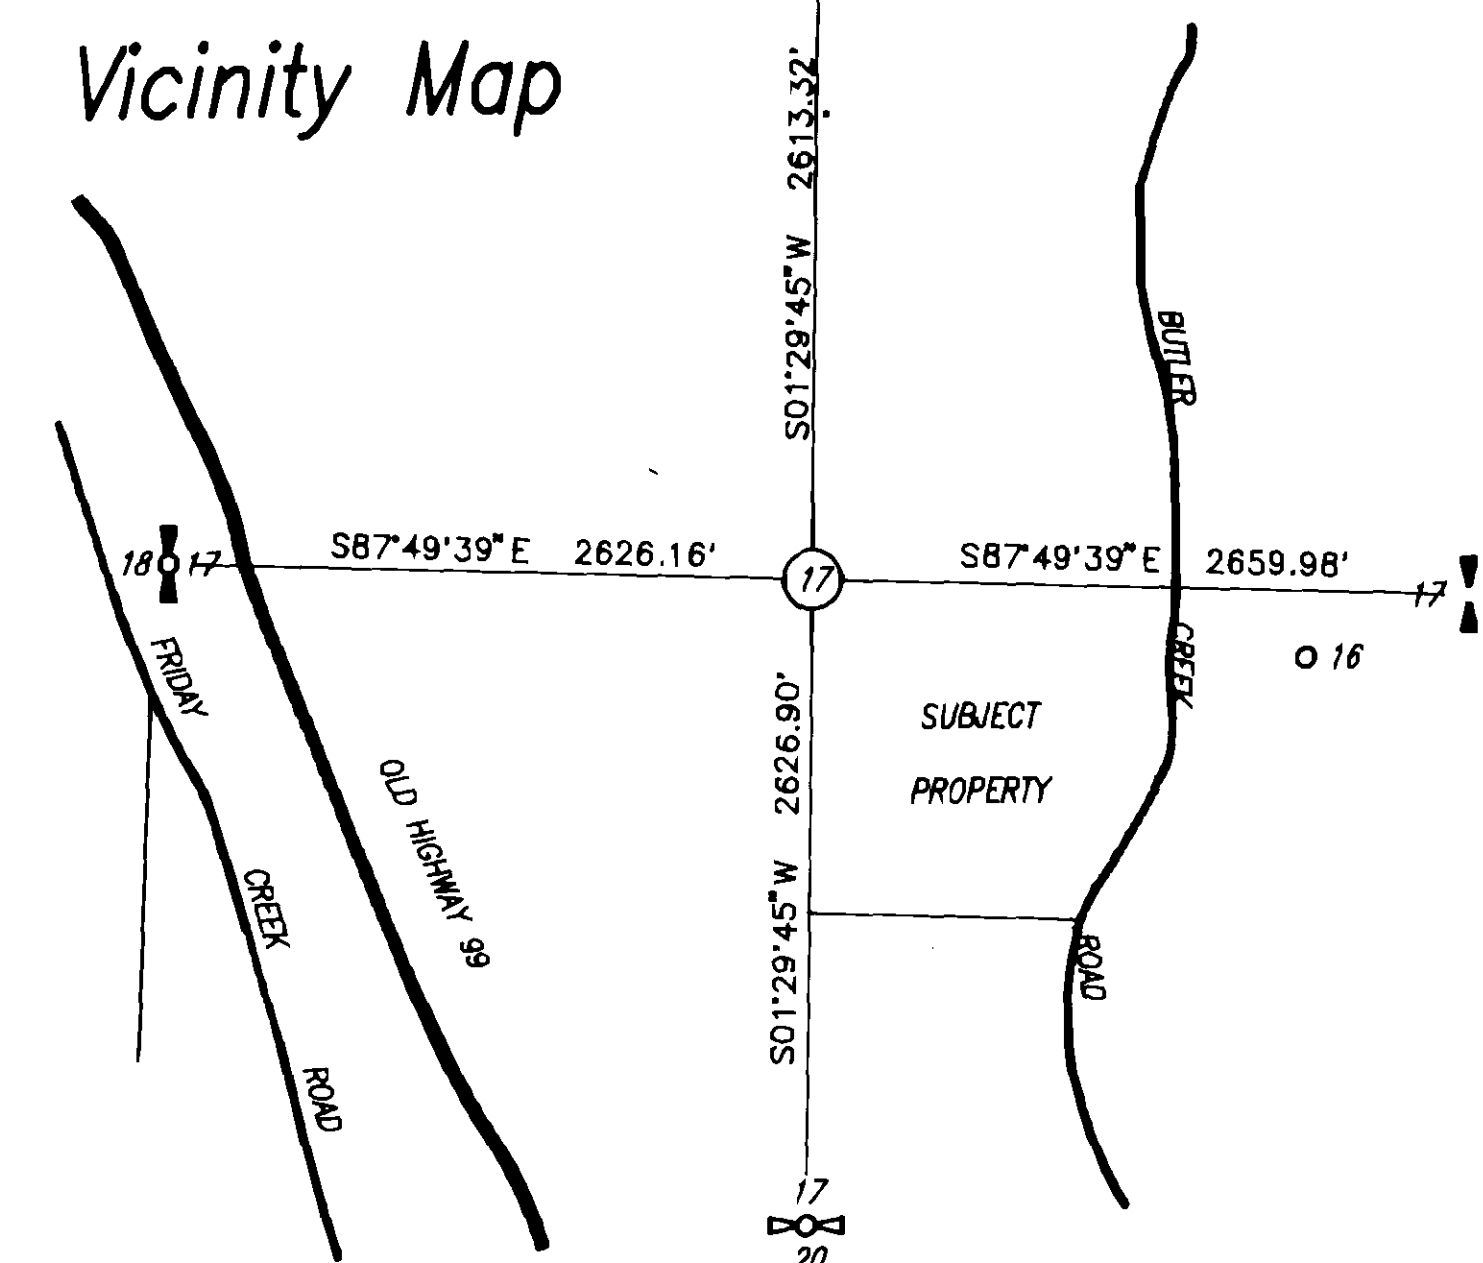 Vicinity Map
S01°29'45"W 2613.32'
BUTLER
S87°49'39"E 2626.16'
S87°49'39"E 2659.98'
18 17
17
17
16
FRIDAY
CREEK
SUBJECT
PROPERTY
S01°29'45"W 2626.90'
OLD HIGHWAY 99
CREEK
ROAD
ROAD
17
20